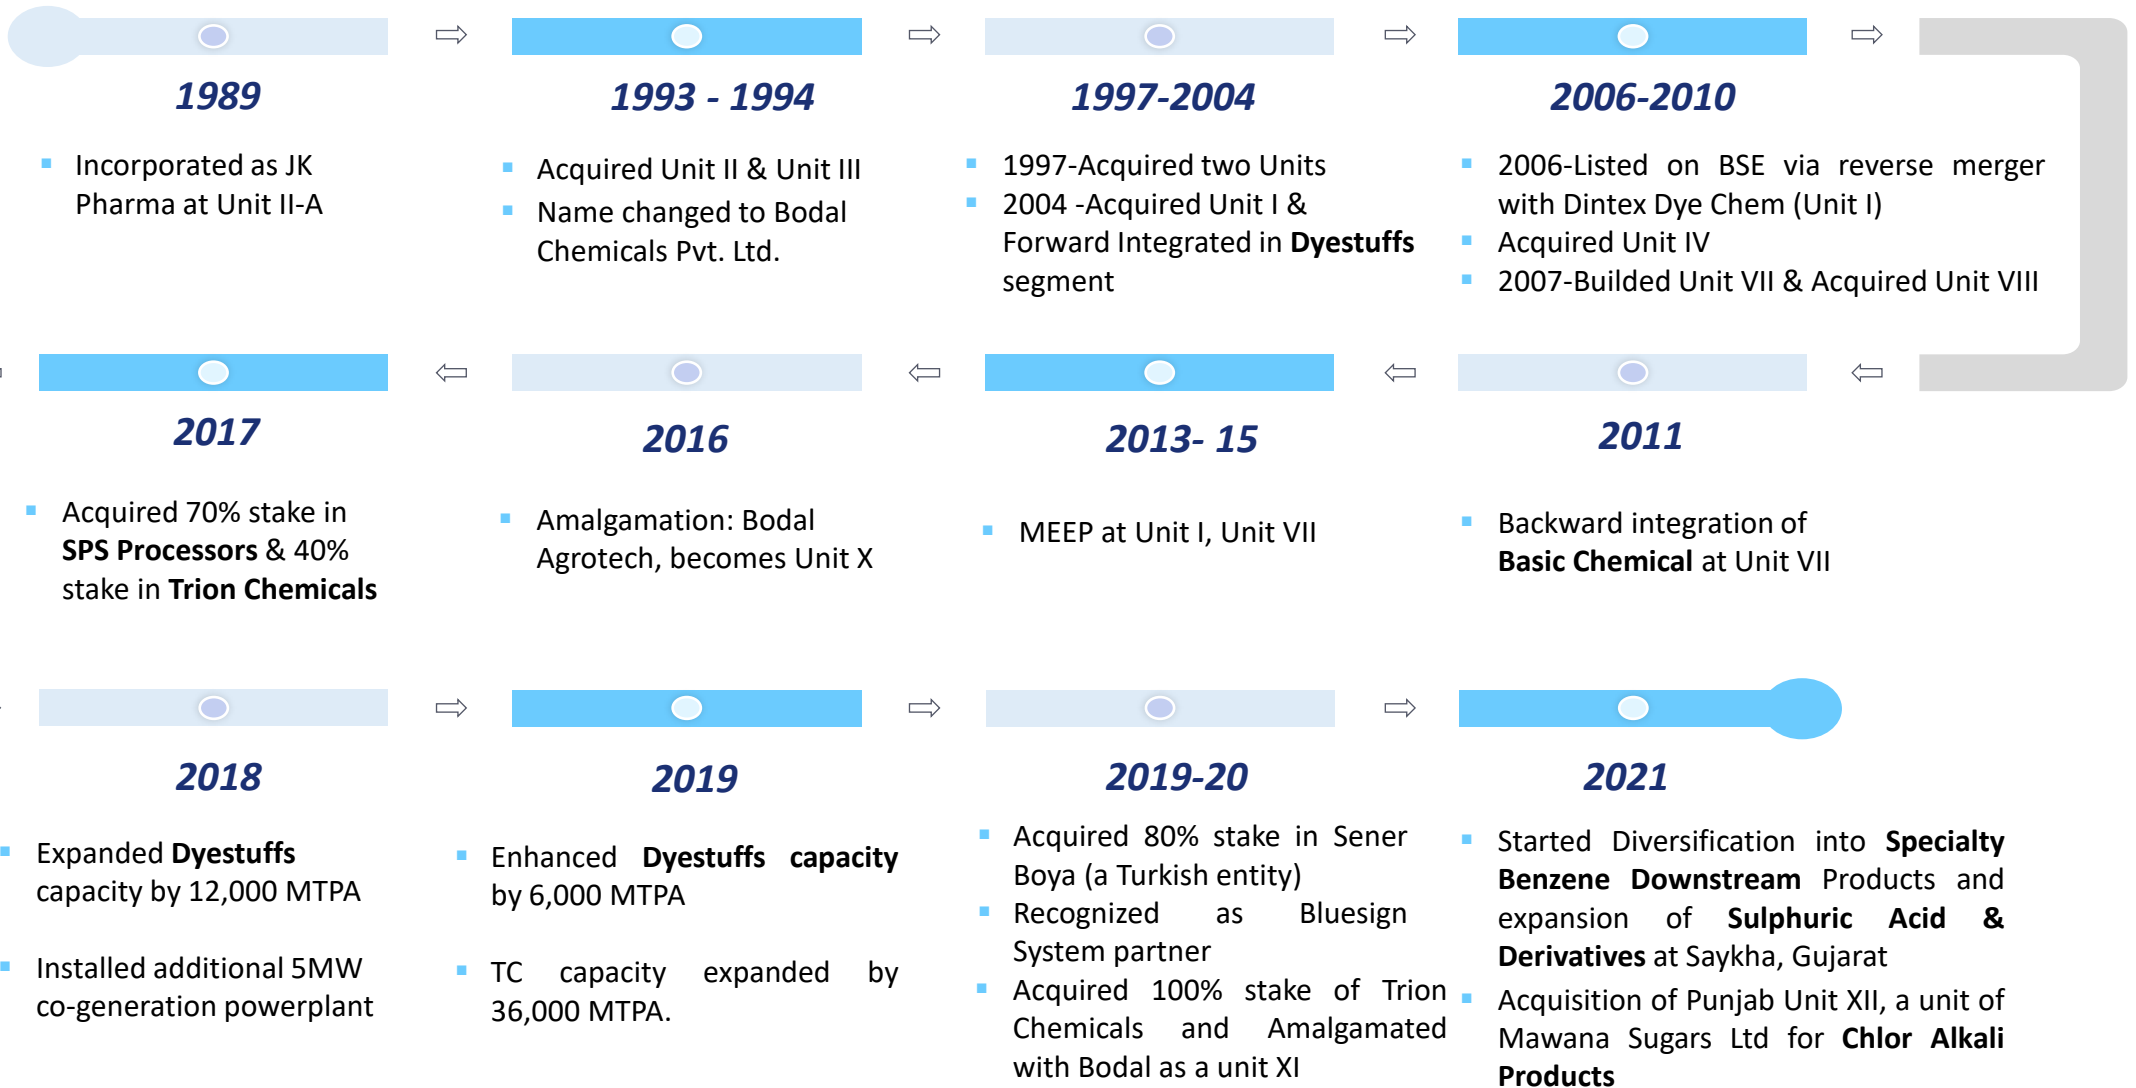 1989
Incorporated as JK
Pharma at Unit II-A
1993 - 1994
Acquired Unit II & Unit III
Name changed to Bodal
Chemicals Pvt. Ltd.
1997-2004
1997-Acquired two Units
2004 -Acquired Unit I &
Forward Integrated in Dyestuffs
segment
2006-2010
2006-Listed on BSE via reverse merger
with Dintex Dye Chem (Unit I)
Acquired Unit IV
2007-Builded Unit VII & Acquired Unit VIII
2011
Backward integration of
Basic Chemical at Unit VII
2013- 15
MEEP at Unit I, Unit VII
2016
Amalgamation: Bodal
Agrotech, becomes Unit X
2017
Acquired 70% stake in
SPS Processors & 40%
stake in Trion Chemicals
2018
Expanded Dyestuffs
capacity by 12,000 MTPA
Installed additional 5MW
co-generation powerplant
2019
Enhanced Dyestuffs capacity
by 6,000 MTPA
TC capacity expanded by
36,000 MTPA.
2019-20
Acquired 80% stake in Sener
Boya (a Turkish entity)
Recognized as Bluesign
System partner
Acquired 100% stake of Trion
Chemicals and Amalgamated
with Bodal as a unit XI
2021
Started Diversification into Specialty
Benzene Downstream Products and
expansion of Sulphuric Acid &
Derivatives at Saykha, Gujarat
Acquisition of Punjab Unit XII, a unit of
Mawana Sugars Ltd for Chlor Alkali
Products